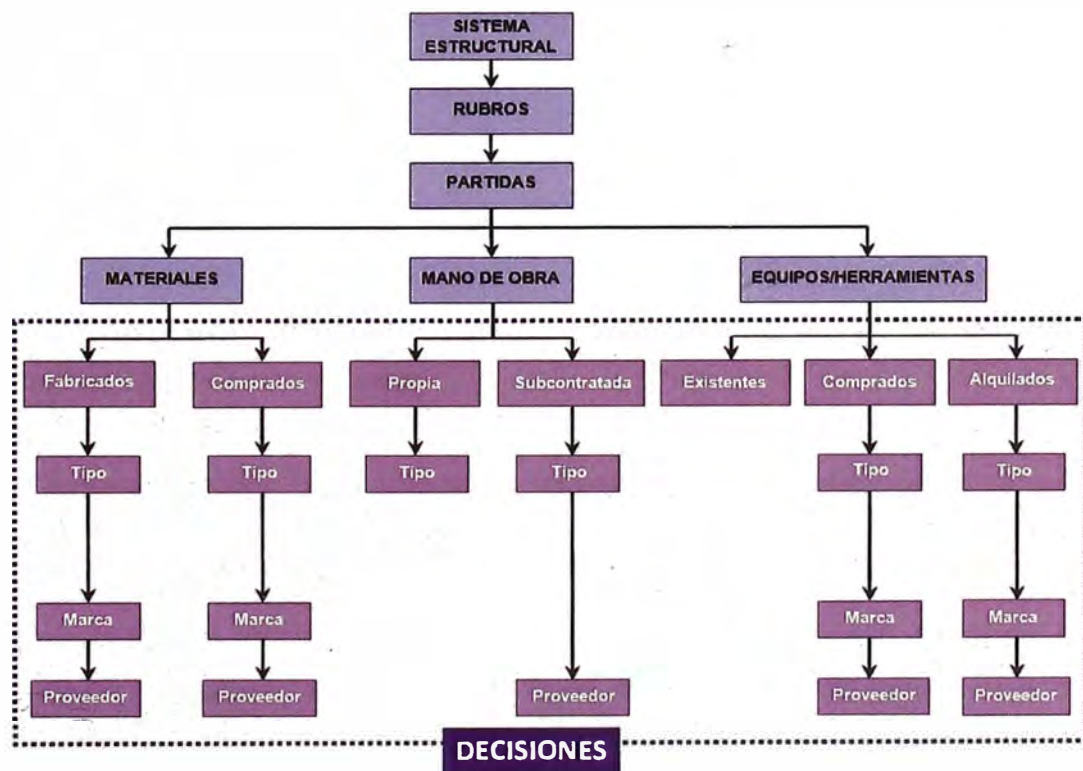 SISTEMA
ESTRUCTURAL
RUBROS
PARTIDAS
MATERIALES
MANO DE OBRA
EQUIPOS/HERRAMIENTAS
Fabricados
Comprados
Propia
Subcontratada
Existentes
Comprados
Alquilados
Tipo
Tipo
Tipo
Tipo
Tipo
Tipo
Marca
Marca
Marca
Marca
Proveedor
Proveedor
Proveedor
Proveedor
Proveedor
DECISIONES